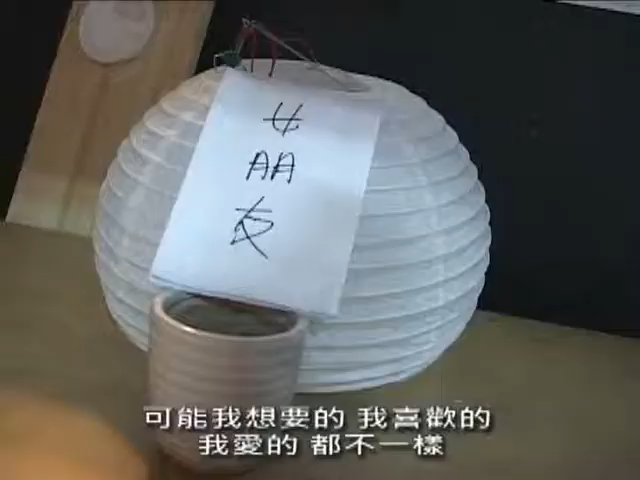 女
朋
友
可能我想要的 我喜歡的
我愛的 都不一樣